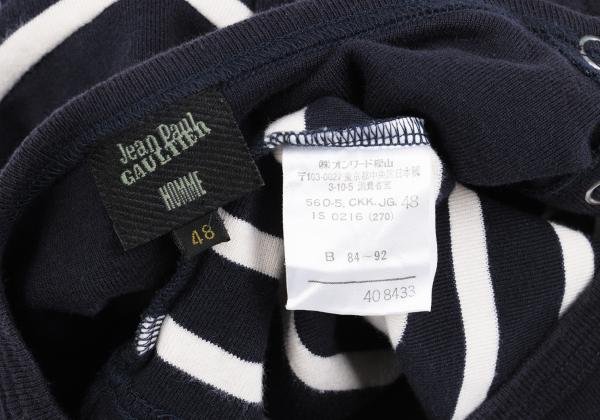 Jean Paul
GAULTIER
HOMME
48
㈱オンワード樫山
〒103-0027 東京都中央区日本橋
3-10-5 消費者室
560-5, CKK. JG. 48
IS 0216 (270)
B 84-92
408433